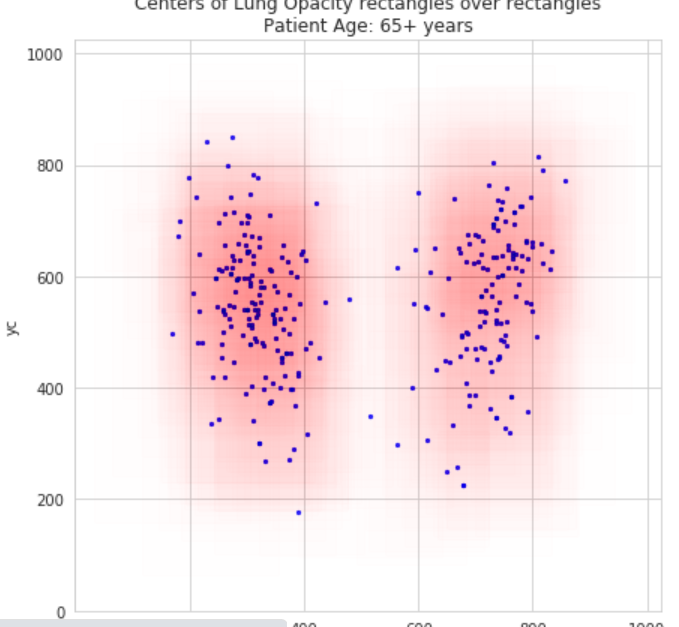 Centers of Lung Opacity rectangles over rectangles
Patient Age: 65+ years
1000
800
yc
600
400
200
0
400 600 800 1000